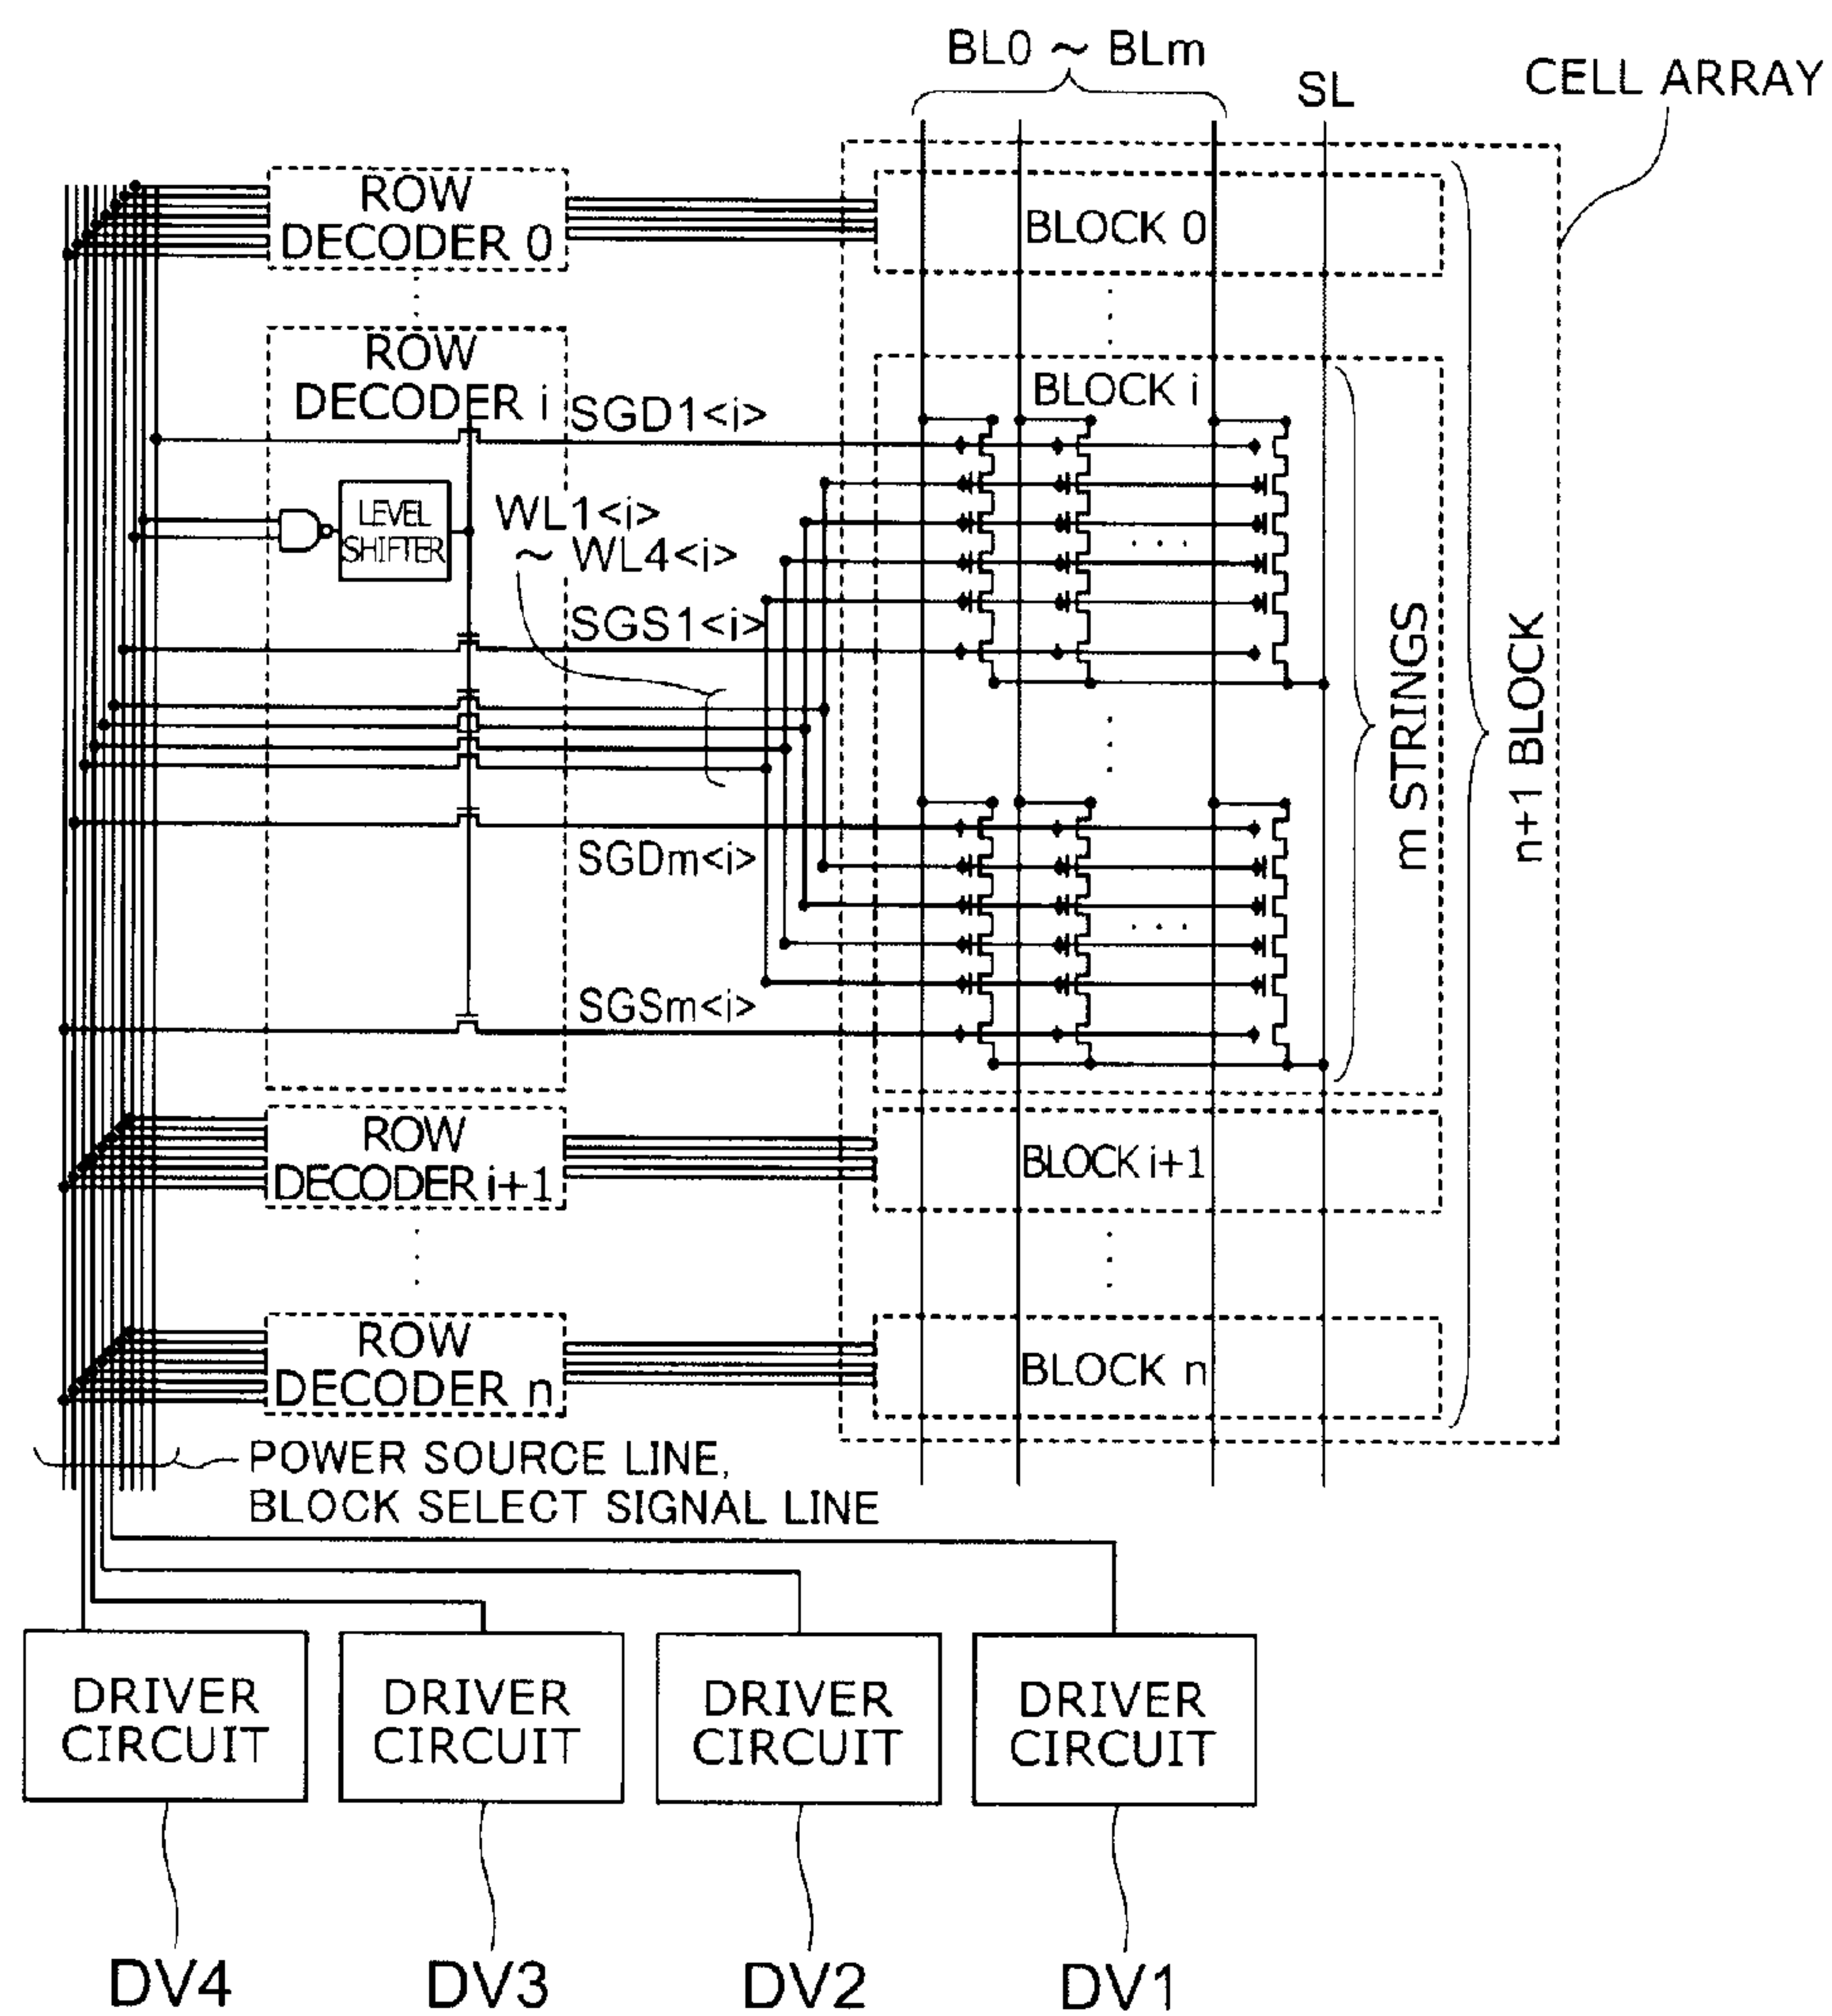 BL0 ~ BLm
SL
CELL ARRAY
ROW
DECODER 0
BLOCK 0
ROW
DECODER i
BLOCK i
SGD1<i>
LEVEL
SHIFTER
WL1<i>
~ WL4<i>
SGS1<i>
SGDm<i>
SGSm<i>
m STRINGS
n+1 BLOCK
ROW
DECODER i+1
BLOCK i+1
ROW
DECODER n
BLOCK n
POWER SOURCE LINE,
BLOCK SELECT SIGNAL LINE
DRIVER
CIRCUIT
DRIVER
CIRCUIT
DRIVER
CIRCUIT
DRIVER
CIRCUIT
DV4
DV3
DV2
DV1